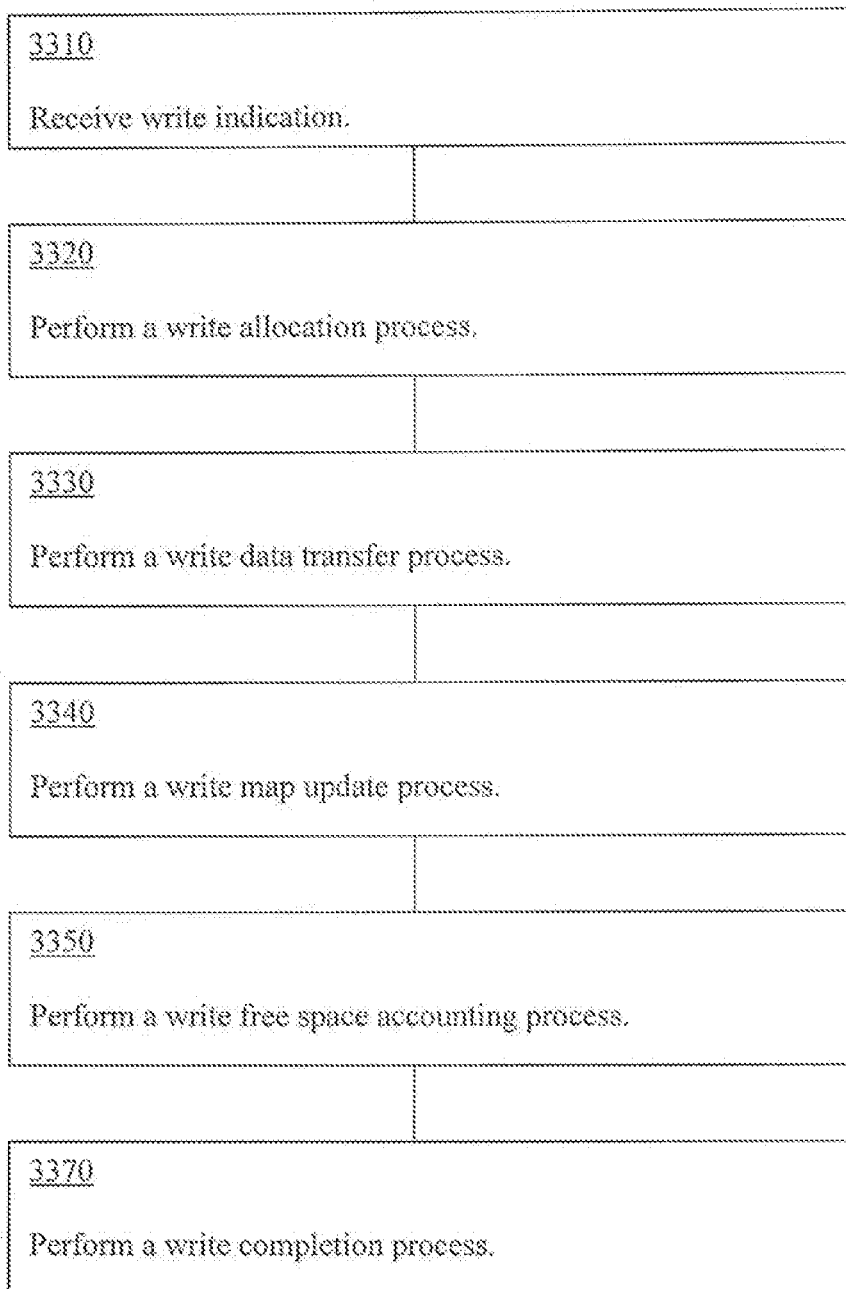 3310
Receive write indication.
3320
Perform a write allocation process.
3330
Perform a write data transfer process.
3340
Perform a write map update process.
3350
Perform a write free space accounting process.
3370
Perform a write completion process.